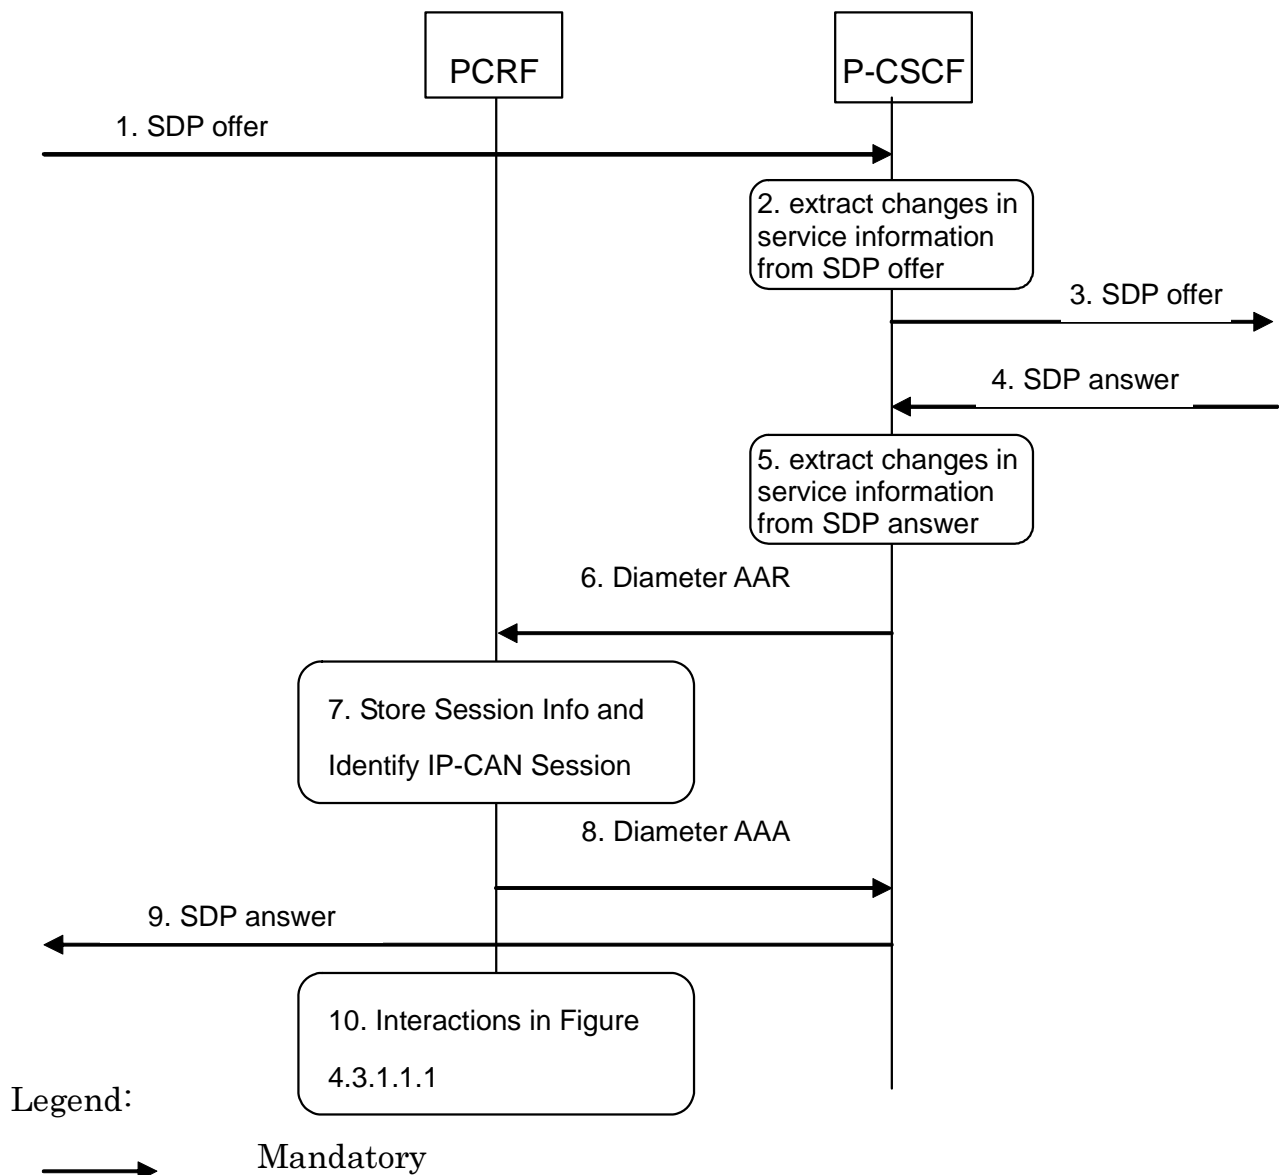 PCRF
P-CSCF
1. SDP offer
2. extract changes in
service information
from SDP offer
3. SDP offer
4. SDP answer
5. extract changes in
service information
from SDP answer
6. Diameter AAR
7. Store Session Info and
Identify IP-CAN Session
8. Diameter AAA
9. SDP answer
10. Interactions in Figure
4.3.1.1.1
Legend:
Mandatory